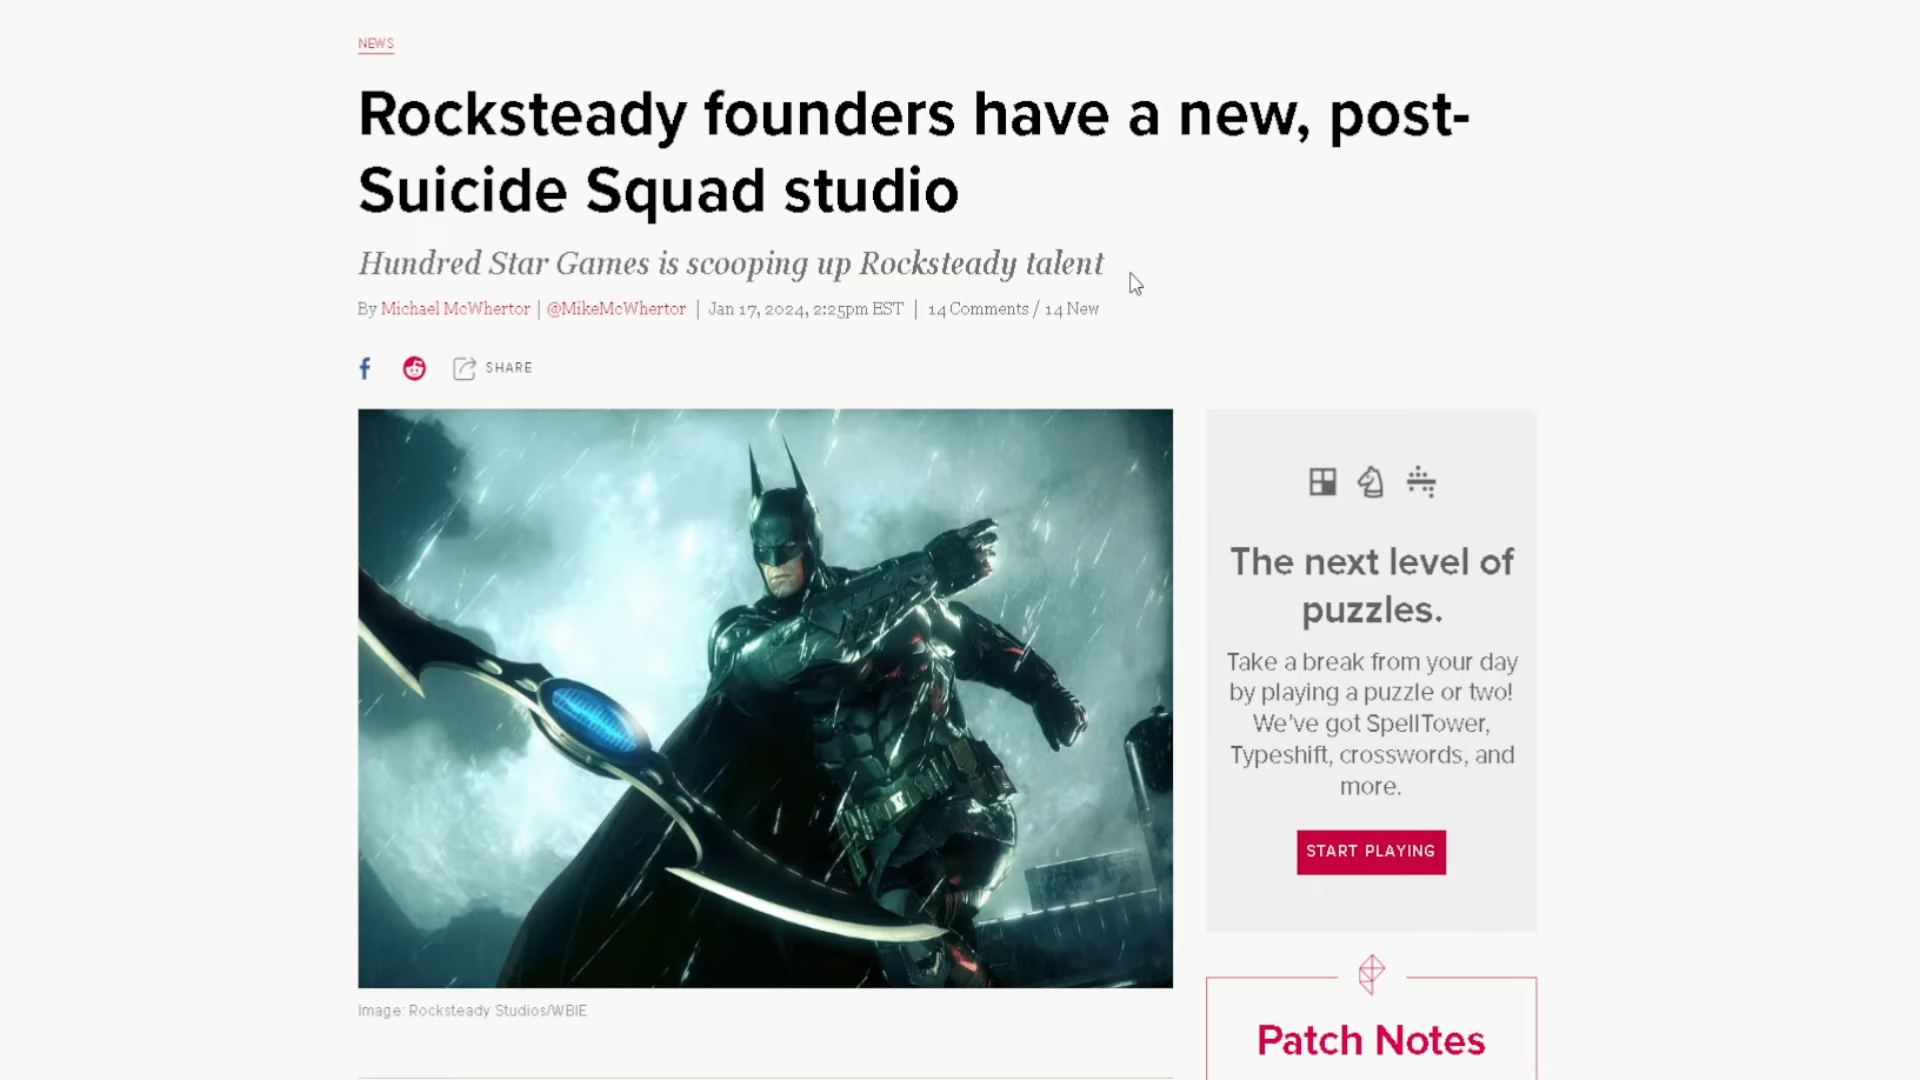 NEWS
Rocksteady founders have a new, post-
Suicide Squad studio
Hundred Star Games is scooping up Rocksteady talent
By Michael McWhertor | @MikeMcWhertor | Jan 17, 2024, 2:25pm EST | 14 Comments / 14 New
SHARE
Image: Rocksteady Studios/WBIE
The next level of
puzzles.
Take a break from your day
by playing a puzzle or two!
We've got SpellTower,
Typeshift, crosswords, and
more.
START PLAYING
Patch Notes